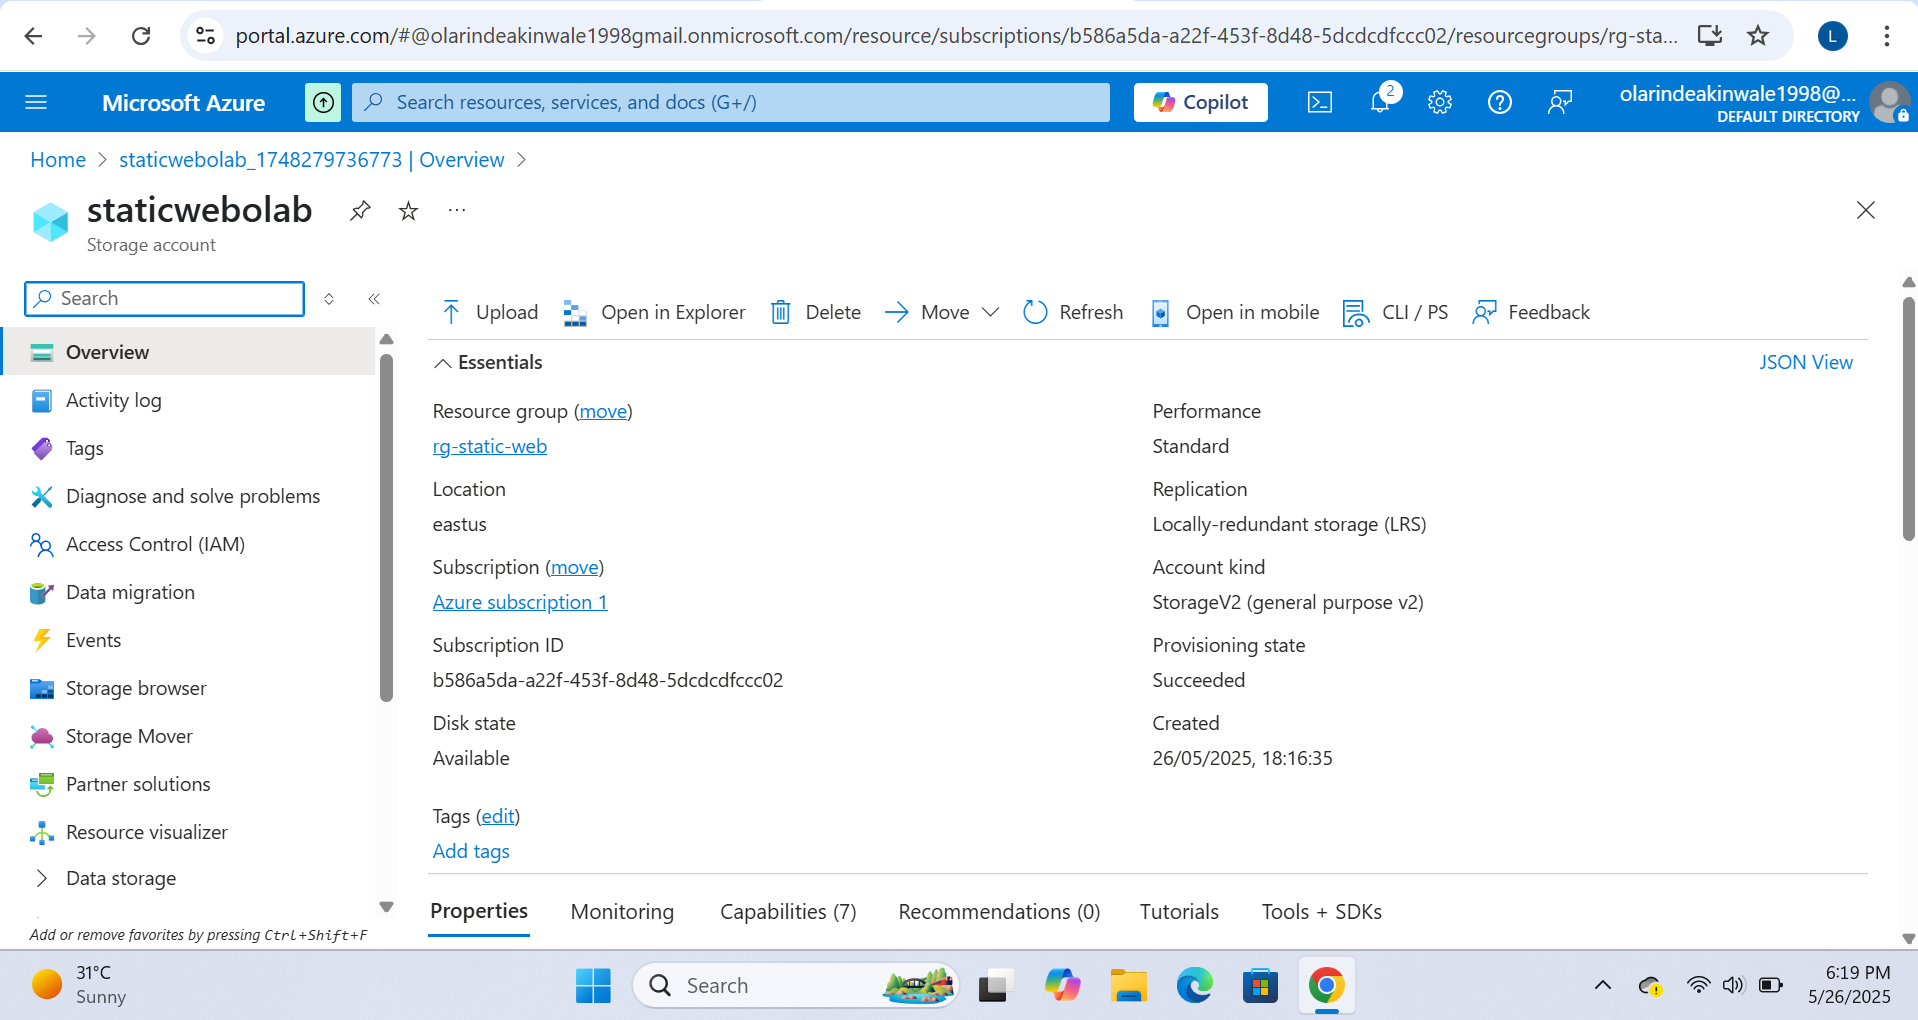 portal.azure.com/#@olarindeakinwale1998gmail.onmicrosoft.com/resource/subscriptions/b586a5da-a22f-453f-8d48-5dcdcdfccc02/resourcegroups/rg-sta...
L
Microsoft Azure
Search resources, services, and docs (G+/)
Copilot
2
olarindeakinwale1998@...
DEFAULT DIRECTORY
Home > staticwebolab_1748279736773 | Overview >
staticwebolab
Storage account
Search
Upload
Open in Explorer
Delete
Move
Refresh
Open in mobile
CLI / PS
Feedback
Overview
Activity log
Tags
Diagnose and solve problems
Access Control (IAM)
Data migration
Events
Storage browser
Storage Mover
Partner solutions
Resource visualizer
Data storage
Add or remove favorites by pressing Ctrl+Shift+F
Essentials
JSON View
Resource group (move)
rg-static-web
Location
eastus
Subscription (move)
Azure subscription 1
Subscription ID
b586a5da-a22f-453f-8d48-5dcdcdfccc02
Disk state
Available
Performance
Standard
Replication
Locally-redundant storage (LRS)
Account kind
StorageV2 (general purpose v2)
Provisioning state
Succeeded
Created
26/05/2025, 18:16:35
Tags (edit)
Add tags
Properties
Monitoring
Capabilities (7)
Recommendations (0)
Tutorials
Tools + SDKs
31°C
Sunny
Search
6:19 PM
5/26/2025